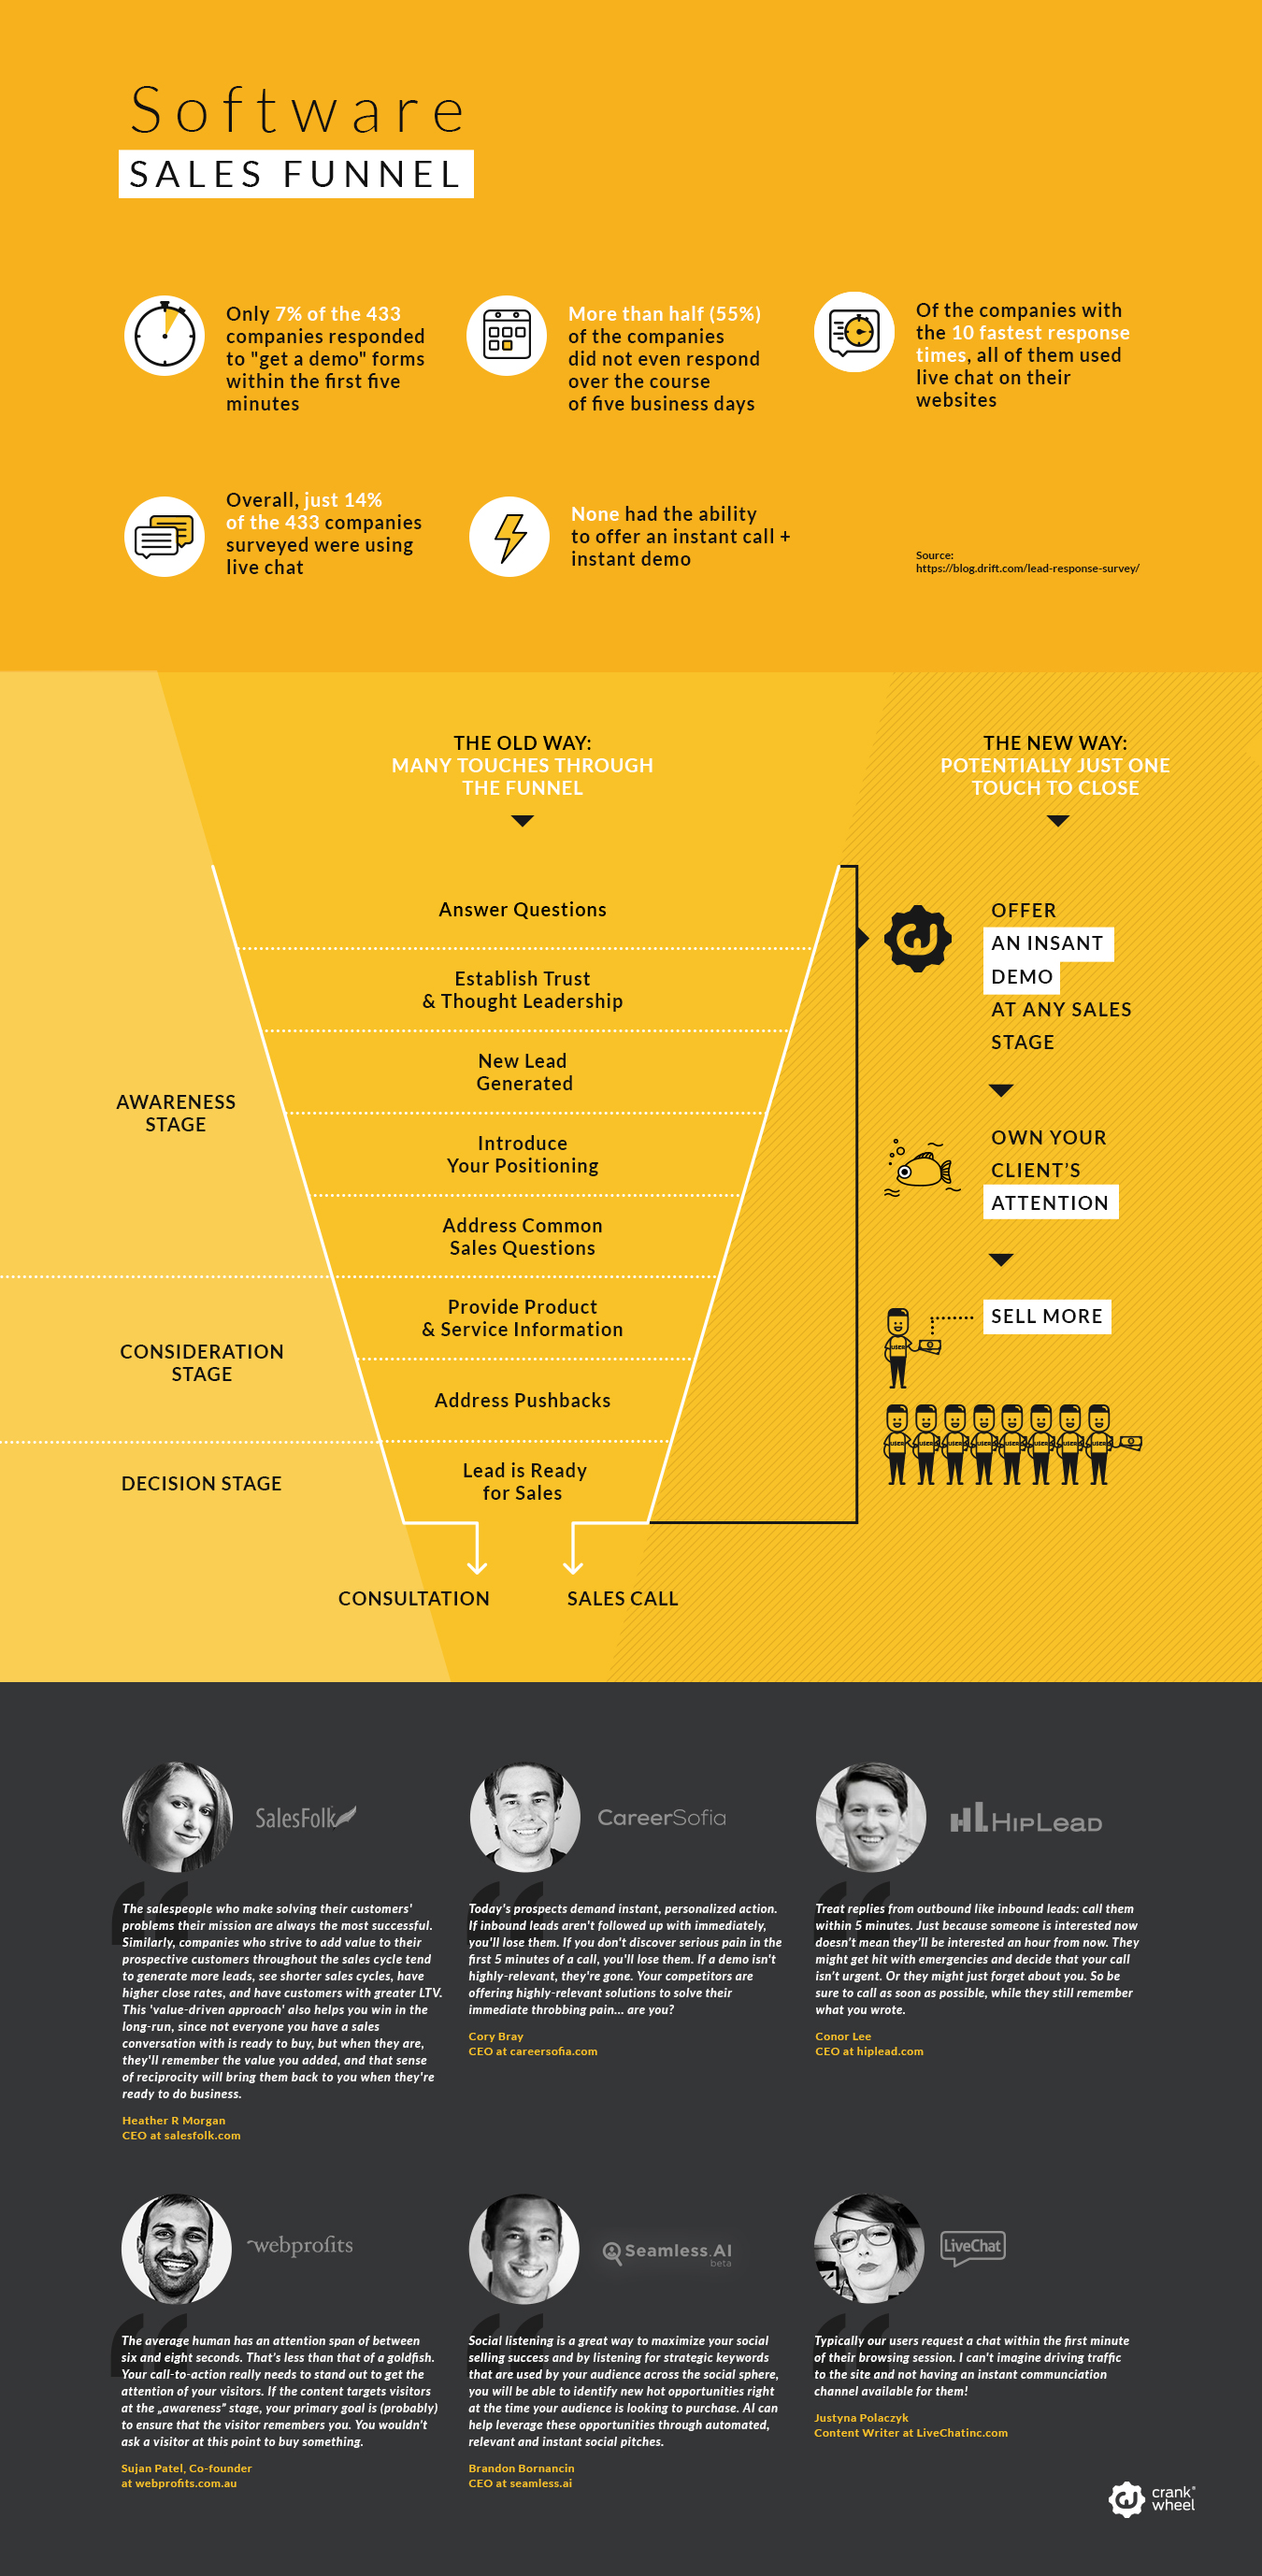 Software
SALES FUNNEL
Only 7% of the 433
companies responded
to "get a demo" forms
within the first five
minutes
More than half (55%)
of the companies
did not even respond
over the course
of five business days
Of the companies with
the 10 fastest response
times, all of them used
live chat on their
websites
Overall, just 14%
of the 433 companies
surveyed were using
live chat
None had the ability
to offer an instant call +
instant demo
Source:
https://blog.drift.com/lead-response-survey/
THE OLD WAY:
MANY TOUCHES THROUGH
THE FUNNEL
THE NEW WAY:
POTENTIALLY JUST ONE
TOUCH TO CLOSE
AWARENESS
STAGE
CONSIDERATION
STAGE
DECISION STAGE
Answer Questions
Establish Trust
& Thought Leadership
New Lead
Generated
Introduce
Your Positioning
Address Common
Sales Questions
Provide Product
& Service Information
Address Pushbacks
Lead is Ready
for Sales
CONSULTATION
SALES CALL
OFFER
AN INSANT
DEMO
AT ANY SALES
STAGE
OWN YOUR
CLIENT'S
ATTENTION
SELL MORE
USER
USER USER USER USER USER USER USER USER
SalesFolk
The salespeople who make solving their customers'
problems their mission are always the most successful.
Similarly, companies who strive to add value to their
prospective customers throughout the sales cycle tend
to generate more leads, see shorter sales cycles, have
higher close rates, and have customers with greater LTV.
This 'value-driven approach' also helps you win in the
long-run, since not everyone you have a sales
conversation with is ready to buy, but when they are,
they'll remember the value you added, and that sense
of reciprocity will bring them back to you when they're
ready to do business.
Heather R Morgan
CEO at salesfolk.com
CareerSofia
Today's prospects demand instant, personalized action.
If inbound leads aren't followed up with immediately,
you'll lose them. If you don't discover serious pain in the
first 5 minutes of a call, you'll lose them. If a demo isn't
highly-relevant, they're gone. Your competitors are
offering highly-relevant solutions to solve their
immediate throbbing pain... are you?
Cory Bray
CEO at careersofia.com
HIPLEAD
Treat replies from outbound like inbound leads: call them
within 5 minutes. Just because someone is interested now
doesn't mean they'll be interested an hour from now. They
might get hit with emergencies and decide that your call
isn't urgent. Or they might just forget about you. So be
sure to call as soon as possible, while they still remember
what you wrote.
Conor Lee
CEO at hiplead.com
webprofits
The average human has an attention span of between
six and eight seconds. That's less than that of a goldfish.
Your call-to-action really needs to stand out to get the
attention of your visitors. If the content targets visitors
at the „awareness” stage, your primary goal is (probably)
to ensure that the visitor remembers you. You wouldn't
ask a visitor at this point to buy something.
Sujan Patel, Co-founder
at webprofits.com.au
Seamless.AI
beta
Social listening is a great way to maximize your social
selling success and by listening for strategic keywords
that are used by your audience across the social sphere,
you will be able to identify new hot opportunities right
at the time your audience is looking to purchase. AI can
help leverage these opportunities through automated,
relevant and instant social pitches.
Brandon Bornancin
CEO at seamless.ai
LiveChat
Typically our users request a chat within the first minute
of their browsing session. I can't imagine driving traffic
to the site and not having an instant communciation
channel available for them!
Justyna Polaczyk
Content Writer at LiveChatinc.com
crank®
wheel